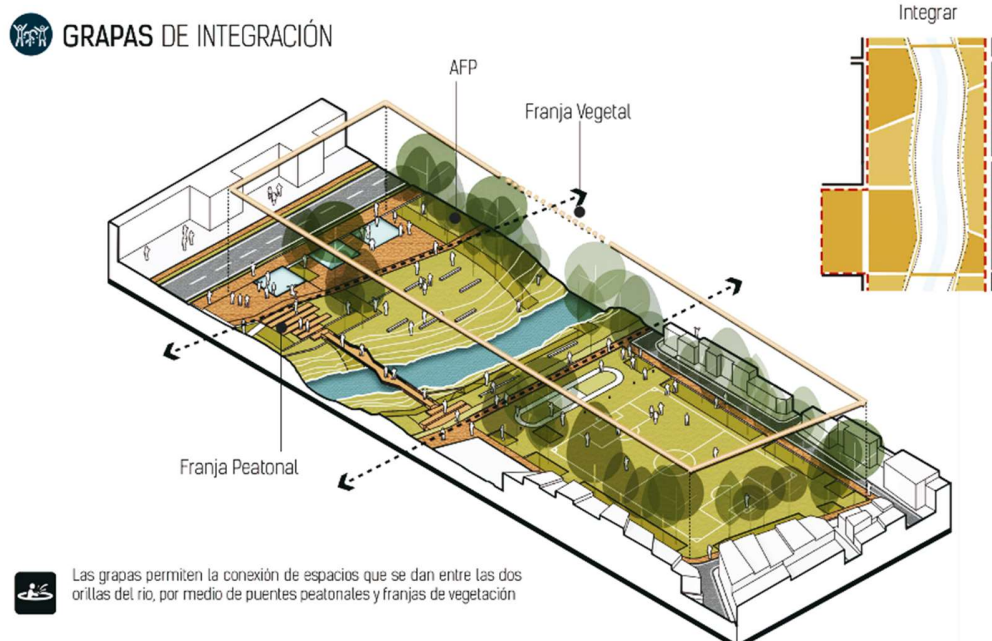 GRAPAS DE INTEGRACIÓN
Integrar
AFP
Franja Vegetal
Franja Peatonal
Las grapas permiten la conexión de espacios que se dan entre las dos
orillas del rio, por medio de puentes peatonales y franjas de vegetación